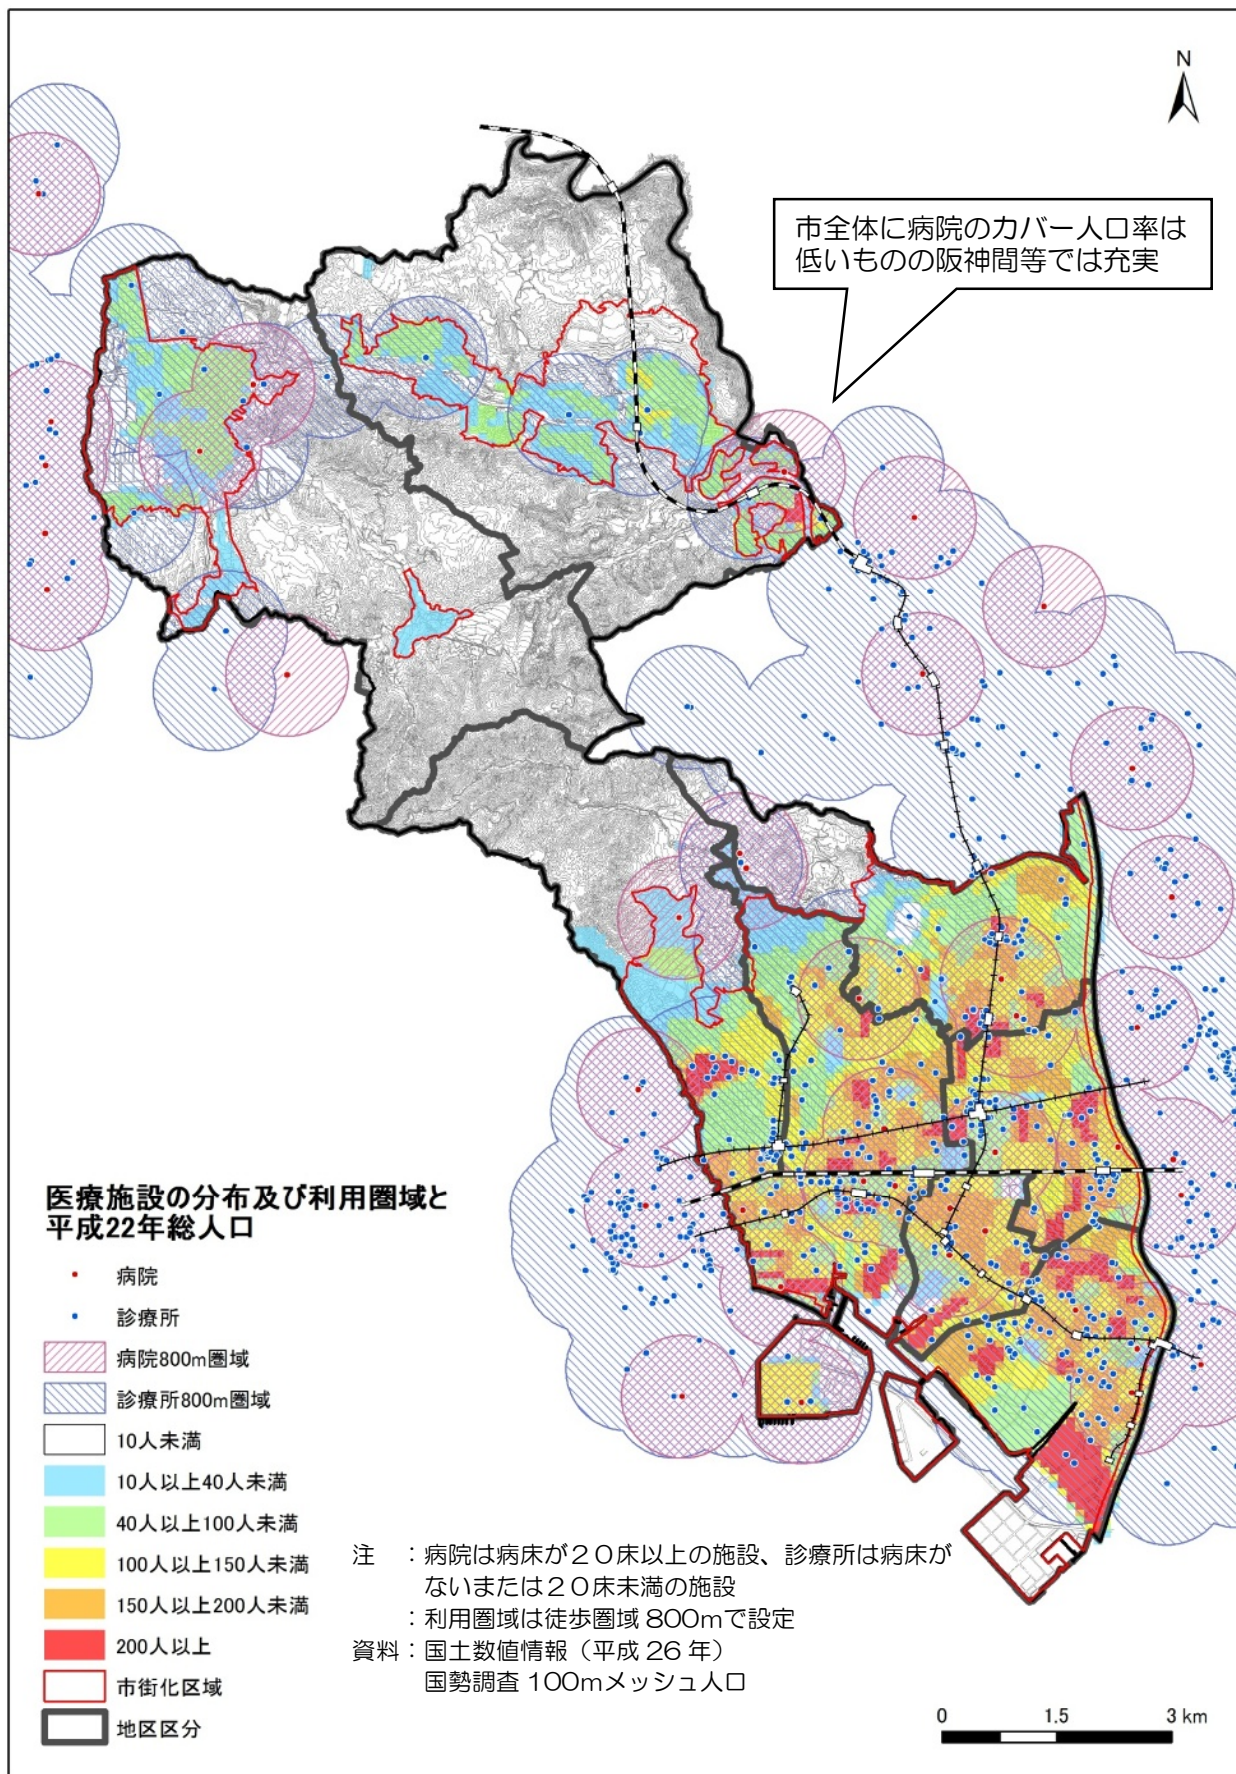 N
市全体に病院のカバー人口率は
低いものの阪神間等では充実
医療施設の分布及び利用圏域と
平成22年総人口
病院
診療所
病院800m圏域
診療所800m圏域
10人未満
10人以上40人未満
40人以上100人未満
100人以上150人未満
150人以上200人未満
200人以上
市街化区域
地区区分
注　：病院は病床が２０床以上の施設、診療所は病床が
ないまたは２０床未満の施設
：利用圏域は徒歩圏域 800mで設定
資料：国土数値情報（平成 26 年）
国勢調査 100mメッシュ人口
0 1.5 3 km